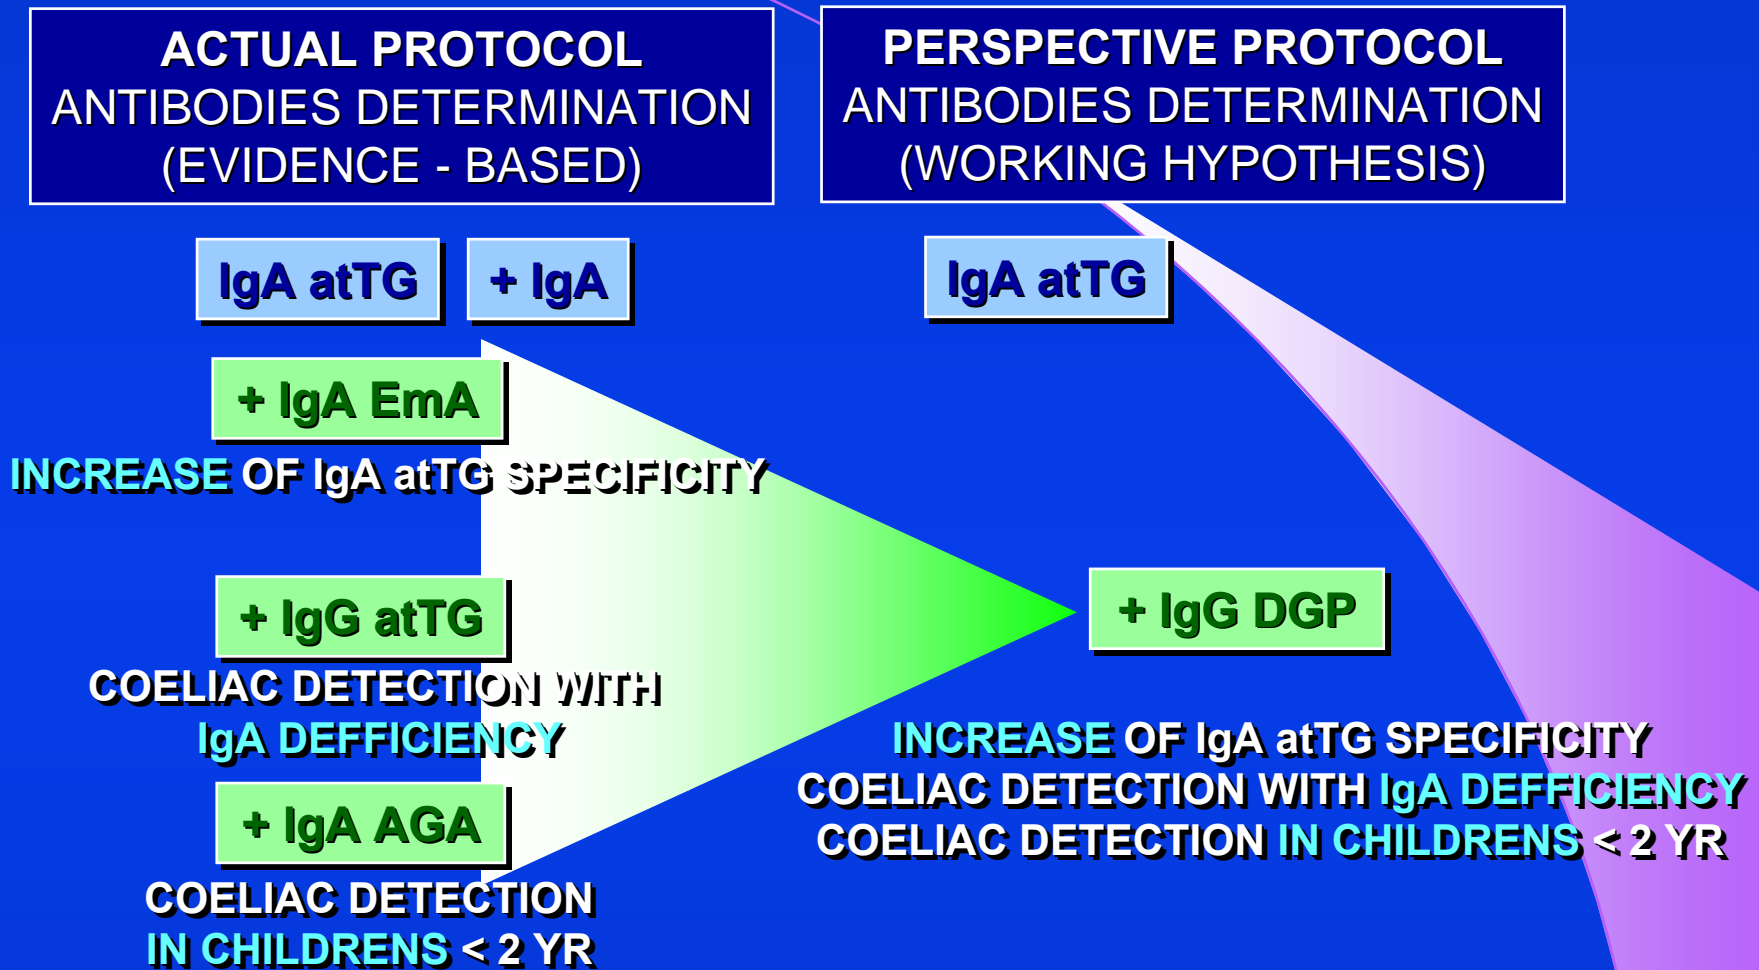 ACTUAL PROTOCOL
ANTIBODIES DETERMINATION
(EVIDENCE - BASED)
IgA atTG
+ IgA
+ IgA EmA
INCREASE OF IgA atTG SPECIFICITY
+ IgG atTG
COELIAC DETECTION WITH
IgA DEFFICIENCY
+ IgA AGA
COELIAC DETECTION
IN CHILDRENS < 2 YR
PERSPECTIVE PROTOCOL
ANTIBODIES DETERMINATION
(WORKING HYPOTHESIS)
IgA atTG
+ IgG DGP
INCREASE OF IgA atTG SPECIFICITY
COELIAC DETECTION WITH IgA DEFFICIENCY
COELIAC DETECTION IN CHILDRENS < 2 YR